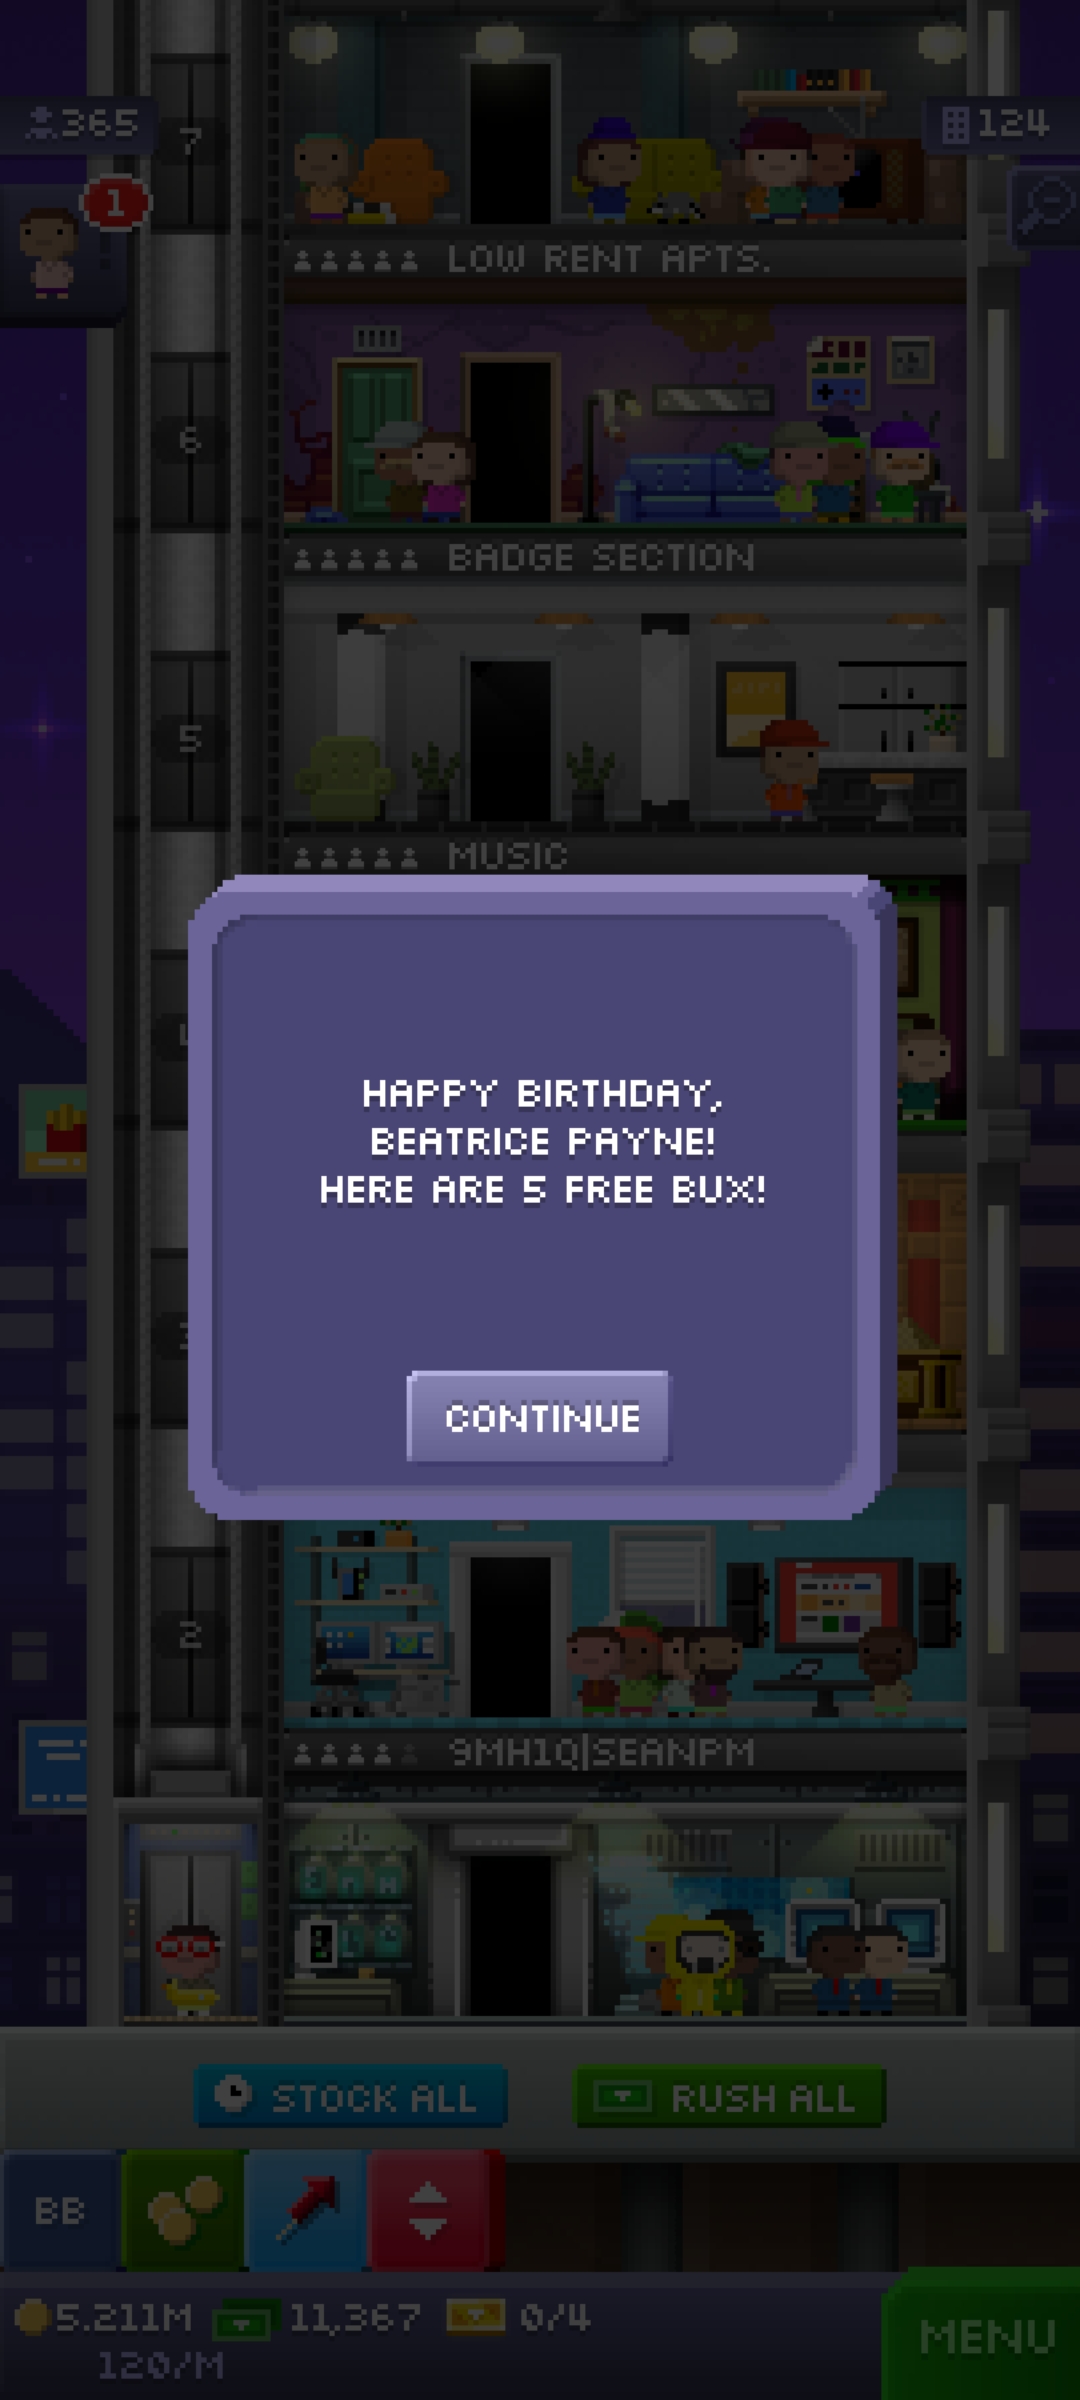 365
7
124
1
LOW RENT APTS.
6
BADGE SECTION
5
MUSIC
HAPPY BIRTHDAY,
BEATRICE PAYNE!
HERE ARE 5 FREE BUX!
CONTINUE
2
9MH1Q|SEANPM
STOCK ALL
RUSH ALL
BB
5.211M
11,367
0/4
MENU
120/M